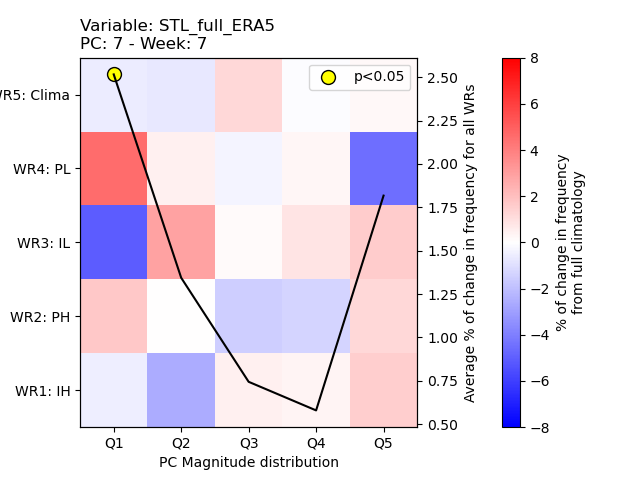 Variable: STL_full_ERA5
PC: 7 - Week: 7
p<0.05
WR5: Clima
WR4: PL
WR3: IL
WR2: PH
WR1: IH
Q1 Q2 Q3 Q4 Q5
PC Magnitude distribution
2.50
2.25
2.00
1.75
1.50
1.25
1.00
0.75
0.50
Average % of change in frequency for all WRs
8
6
4
2
0
−2
−4
−6
−8
% of change in frequency
from full climatology